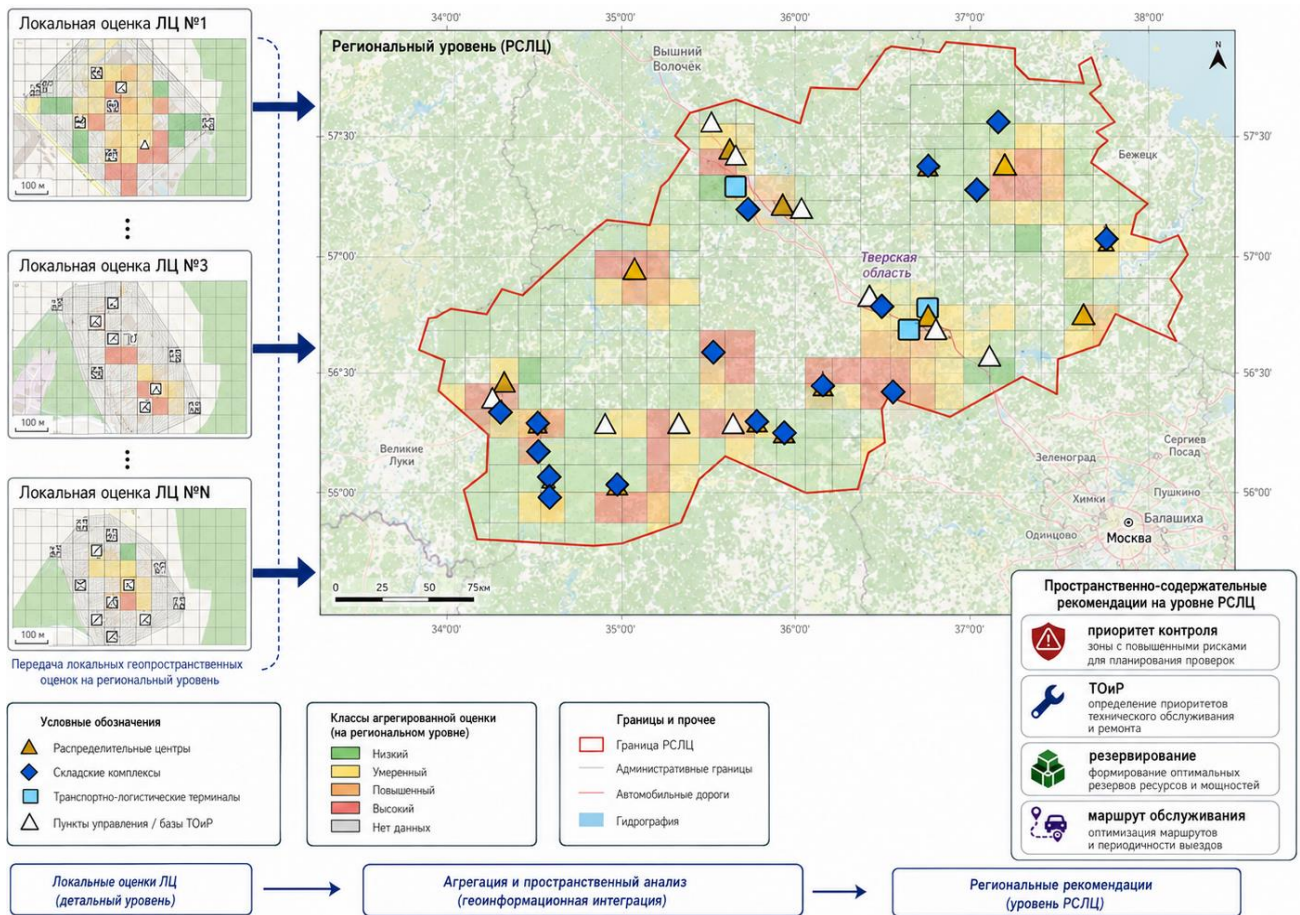 Локальная оценка ЛЦ №1
100 м
Локальная оценка ЛЦ №3
100 м
Локальная оценка ЛЦ №N
100 м
Передача локальных геопространственных
оценок на региональный уровень
34°00'
35°00'
36°00'
37°00'
38°00'
Региональный уровень (РСЛЦ)
N
Вышний
Волочёк
57°30'
57°30'
Бежецк
57°00'
57°00'
Тверская
область
56°30'
56°30'
Великие
Луки
Сергиев
Посад
Зеленоград
55°00'
56°00'
Химки
Пушкино
Балашиха
Одинцово
Москва
0 25 50 75км
34°00'
35°00'
36°00'
37°00'
Условные обозначения
Распределительные центры
Складские комплексы
Транспортно-логистические терминалы
Пункты управления / базы ТОиР
Классы агрегированной оценки
(на региональном уровне)
Низкий
Умеренный
Повышенный
Высокий
Нет данных
Границы и прочее
Граница РСЛЦ
Административные границы
Автомобильные дороги
Гидрография
Пространственно-содержательные
рекомендации на уровне РСЛЦ
приоритет контроля
зоны с повышенными рисками
для планирования проверок
ТОиР
определение приоритетов
технического обслуживания
и ремонта
резервирование
формирование оптимальных
резервов ресурсов и мощностей
маршрут обслуживания
оптимизация маршрутов
и периодичности выездов
Локальные оценки ЛЦ
(детальный уровень)
Агрегация и пространственный анализ
(геоинформационная интеграция)
Региональные рекомендации
(уровень РСЛЦ)